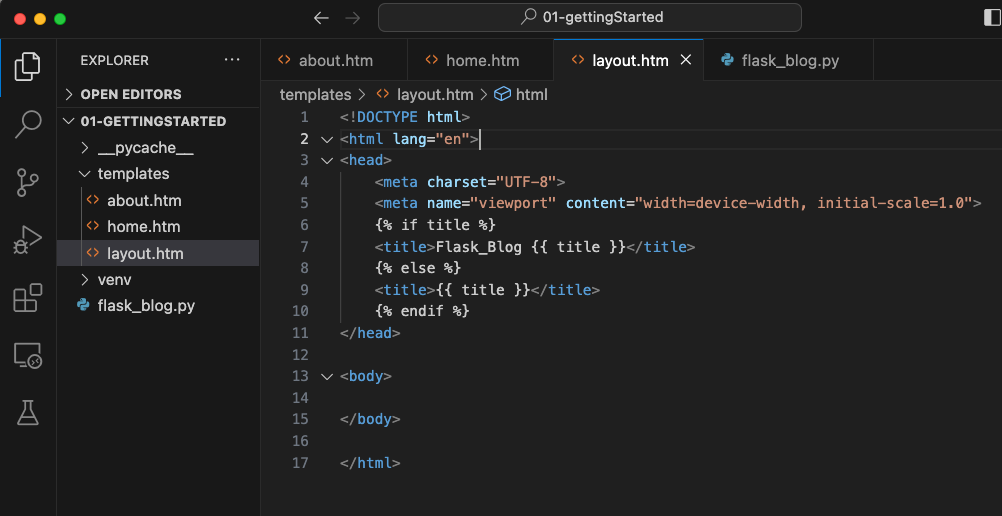 01-gettingStarted
EXPLORER ···
OPEN EDITORS
01-GETTINGSTARTED
__pycache__
templates
about.htm
home.htm
layout.htm
venv
flask_blog.py
about.htm home.htm layout.htm flask_blog.py
templates > layout.htm > html
1 <!DOCTYPE html>
2 <html lang="en">
3 <head>
4     <meta charset="UTF-8">
5     <meta name="viewport" content="width=device-width, initial-scale=1.0">
6     {% if title %}
7     <title>Flask_Blog {{ title }}</title>
8     {% else %}
9     <title>{{ title }}</title>
10     {% endif %}
11 </head>
12
13 <body>
14
15 </body>
16
17 </html>